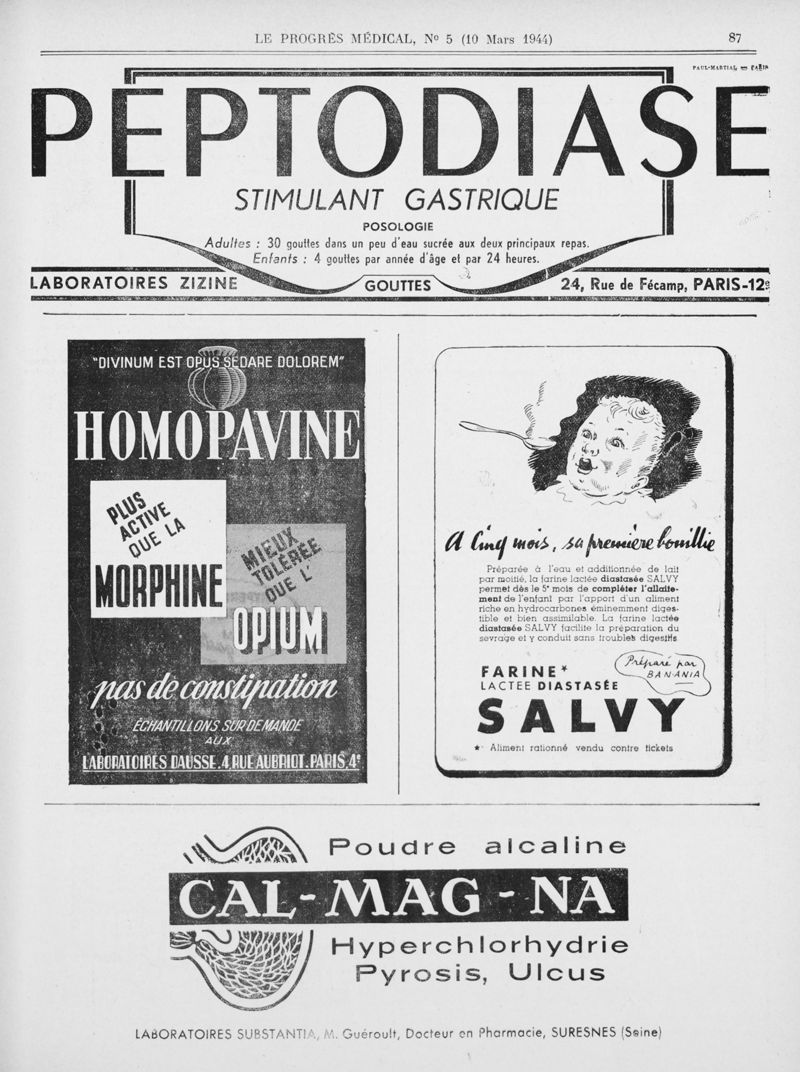 LE PROGRÈS MÉDICAL, N° 5 (10 Mars 1944)
87
PAUL-MARTIAL — PARIS
PEPTODIASE
STIMULANT GASTRIQUE
POSOLOGIE
Adultes : 30 gouttes dans un peu d'eau sucrée aux deux principaux repas.
Enfants : 4 gouttes par année d'âge et par 24 heures.
LABORATOIRES ZIZINE
GOUTTES
24, Rue de Fécamp, PARIS-12e
"DIVINUM EST OPUS SEDARE DOLOREM"
HOMOPAVINE
PLUS
ACTIVE
QUE LA
MORPHINE
MIEUX
TOLÉRÉE
QUE L'
OPIUM
pas de constipation
ÉCHANTILLONS SUR DEMANDE
AUX
LABORATOIRES DAUSSE. 4 RUE AUBRIOT. PARIS. 4e
A Cinq mois, sa première bouillie
Préparée à l'eau et additionnée de lait
par moitié, la farine lactée diastasée SALVY
permet dès le 5e mois de compléter l'allaite-
ment de l'enfant par l'apport d'un aliment
riche en hydrocarbones éminemment diges-
tible et bien assimilable. La farine lactée
diastasée SALVY facilite la préparation du
sevrage et y conduit sans troubles digestifs
Préparé par
BANANIA
FARINE*
LACTÉE DIASTASÉE
SALVY
* Aliment rationné vendu contre tickets
Poudre alcaline
CAL-MAG-NA
Hyperchlorhydrie
Pyrosis, Ulcus
LABORATOIRES SUBSTANTIA, M. Guéroult, Docteur en Pharmacie, SURESNES (Seine)